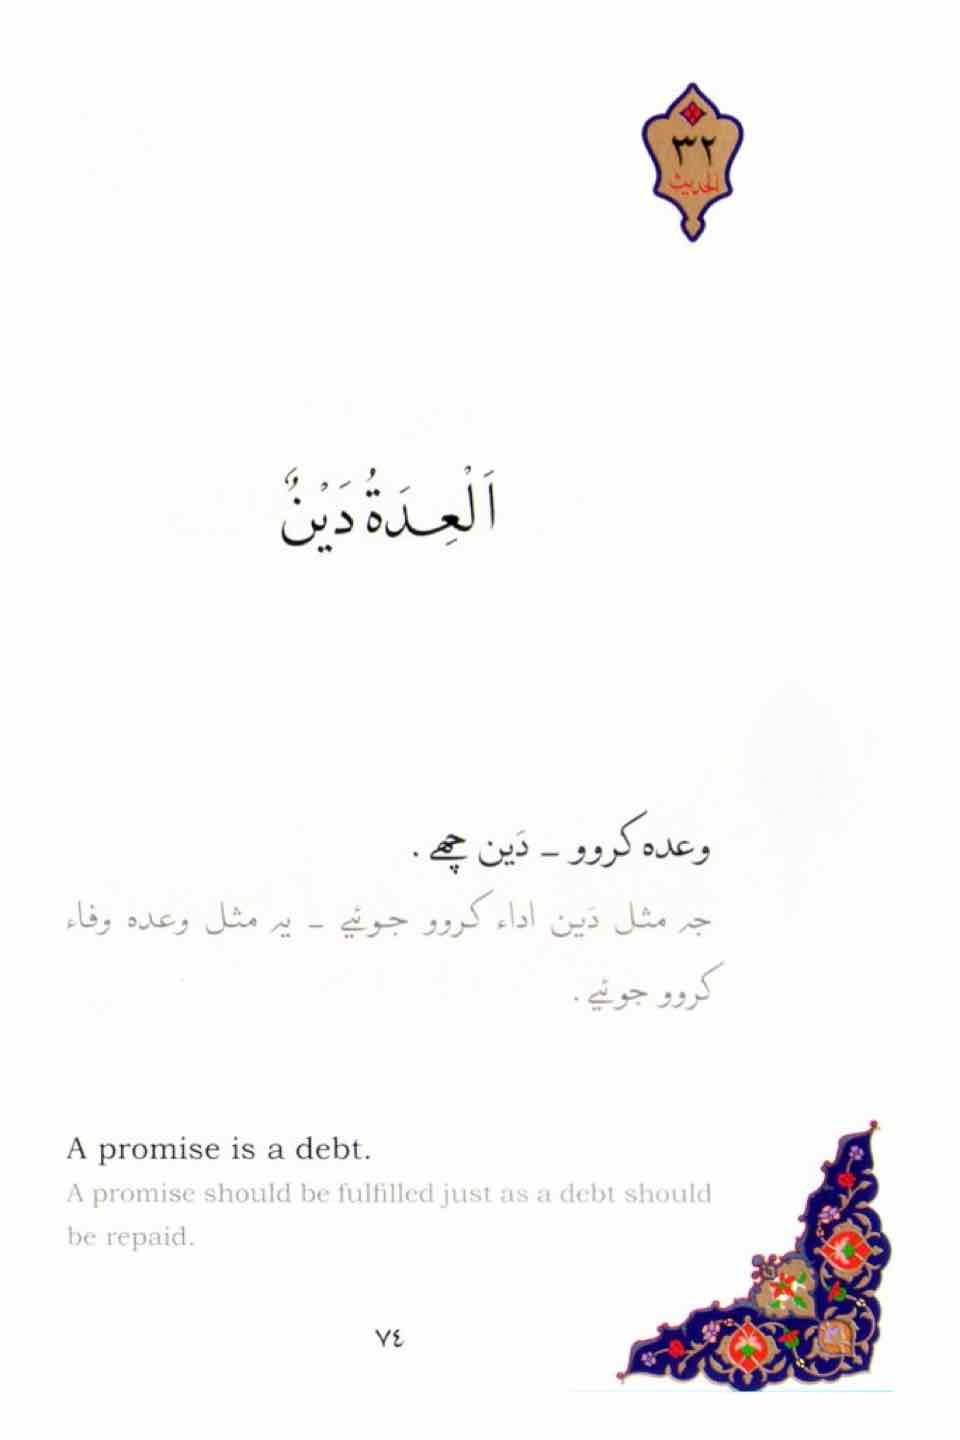 ٣٢
الحديث
اَلْعِدَةُ دَيْنٌ
وعده كروو ـ دَين چھے .
جہ مثل دَين اداء كروو جوئيے ـ يہ مثل وعده وفاء
كروو جوئيے .
A promise is a debt.
A promise should be fulfilled just as a debt should
be repaid.
٧٤